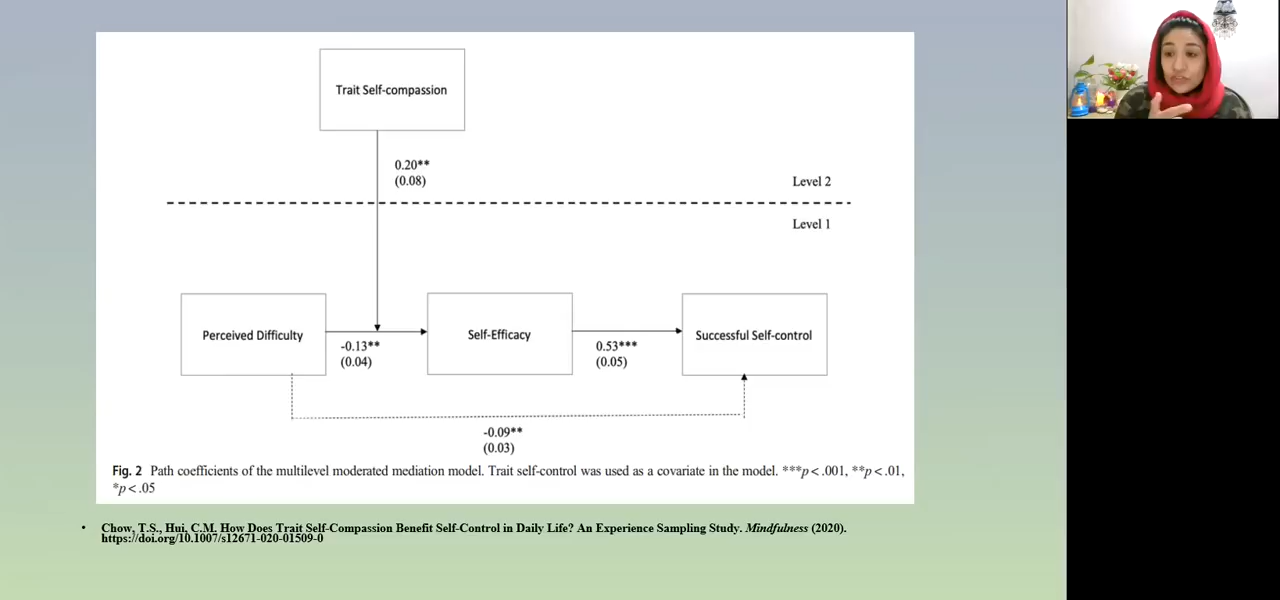 Trait Self-compassion
0.20**
(0.08)
Level 2
Level 1
Perceived Difficulty
-0.13**
(0.04)
Self-Efficacy
0.53***
(0.05)
Successful Self-control
-0.09**
(0.03)
Fig. 2 Path coefficients of the multilevel moderated mediation model. Trait self-control was used as a covariate in the model. ***p < .001, **p < .01,
*p < .05
• Chow, T.S., Hui, C.M. How Does Trait Self-Compassion Benefit Self-Control in Daily Life? An Experience Sampling Study. Mindfulness (2020).
https://doi.org/10.1007/s12671-020-01509-0